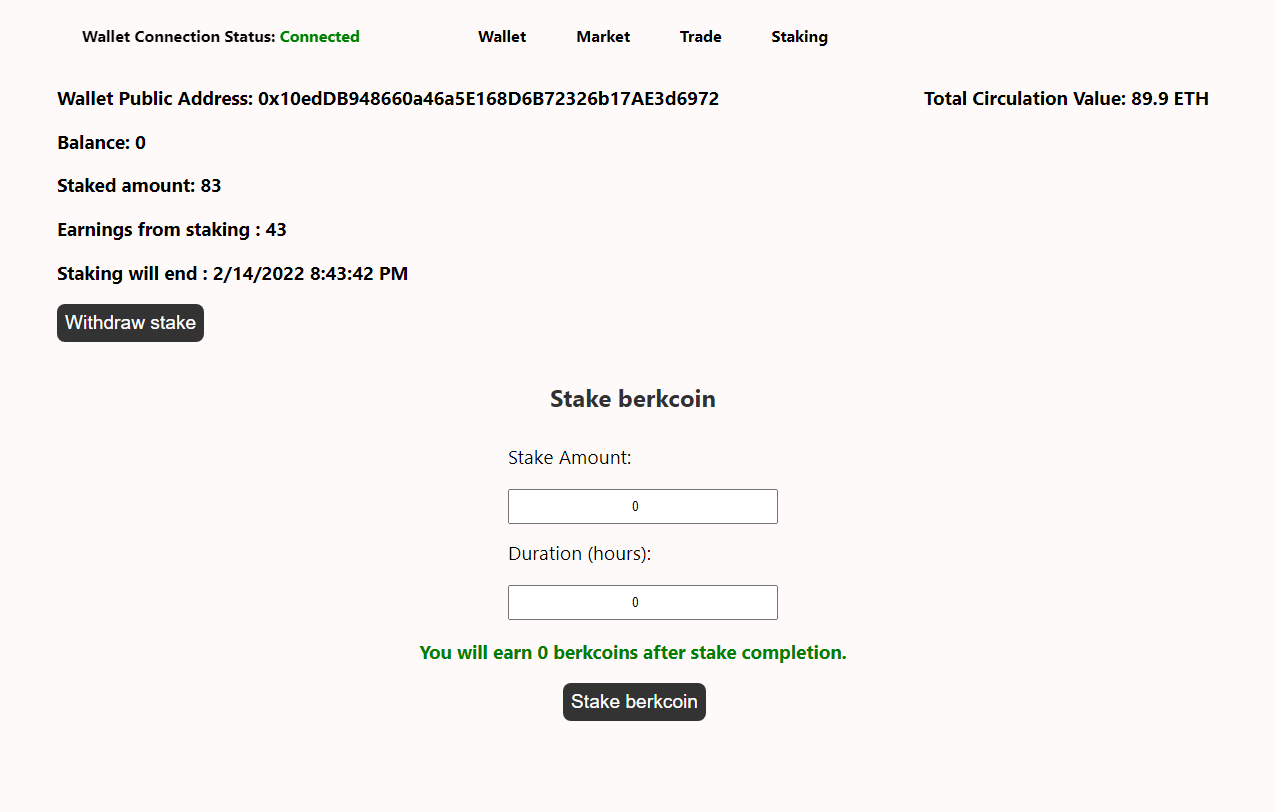 Wallet Connection Status: Connected Wallet Market Trade Staking
Wallet Public Address: 0x10edDB948660a46a5E168D6B72326b17AE3d6972 Total Circulation Value: 89.9 ETH
Balance: 0
Staked amount: 83
Earnings from staking : 43
Staking will end : 2/14/2022 8:43:42 PM
Withdraw stake
Stake berkcoin
Stake Amount:
0
Duration (hours):
0
You will earn 0 berkcoins after stake completion.
Stake berkcoin